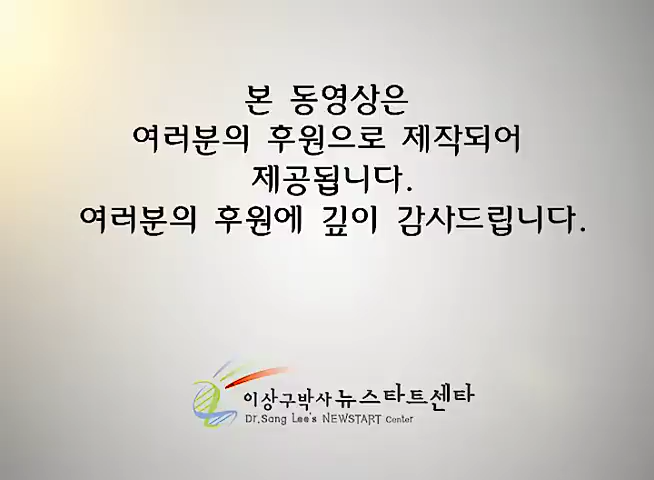 본 동영상은
여러분의 후원으로 제작되어
제공됩니다.
여러분의 후원에 깊이 감사드립니다.
이상구박사 뉴스타트센타
Dr.Sang Lee's NEWSTART Center